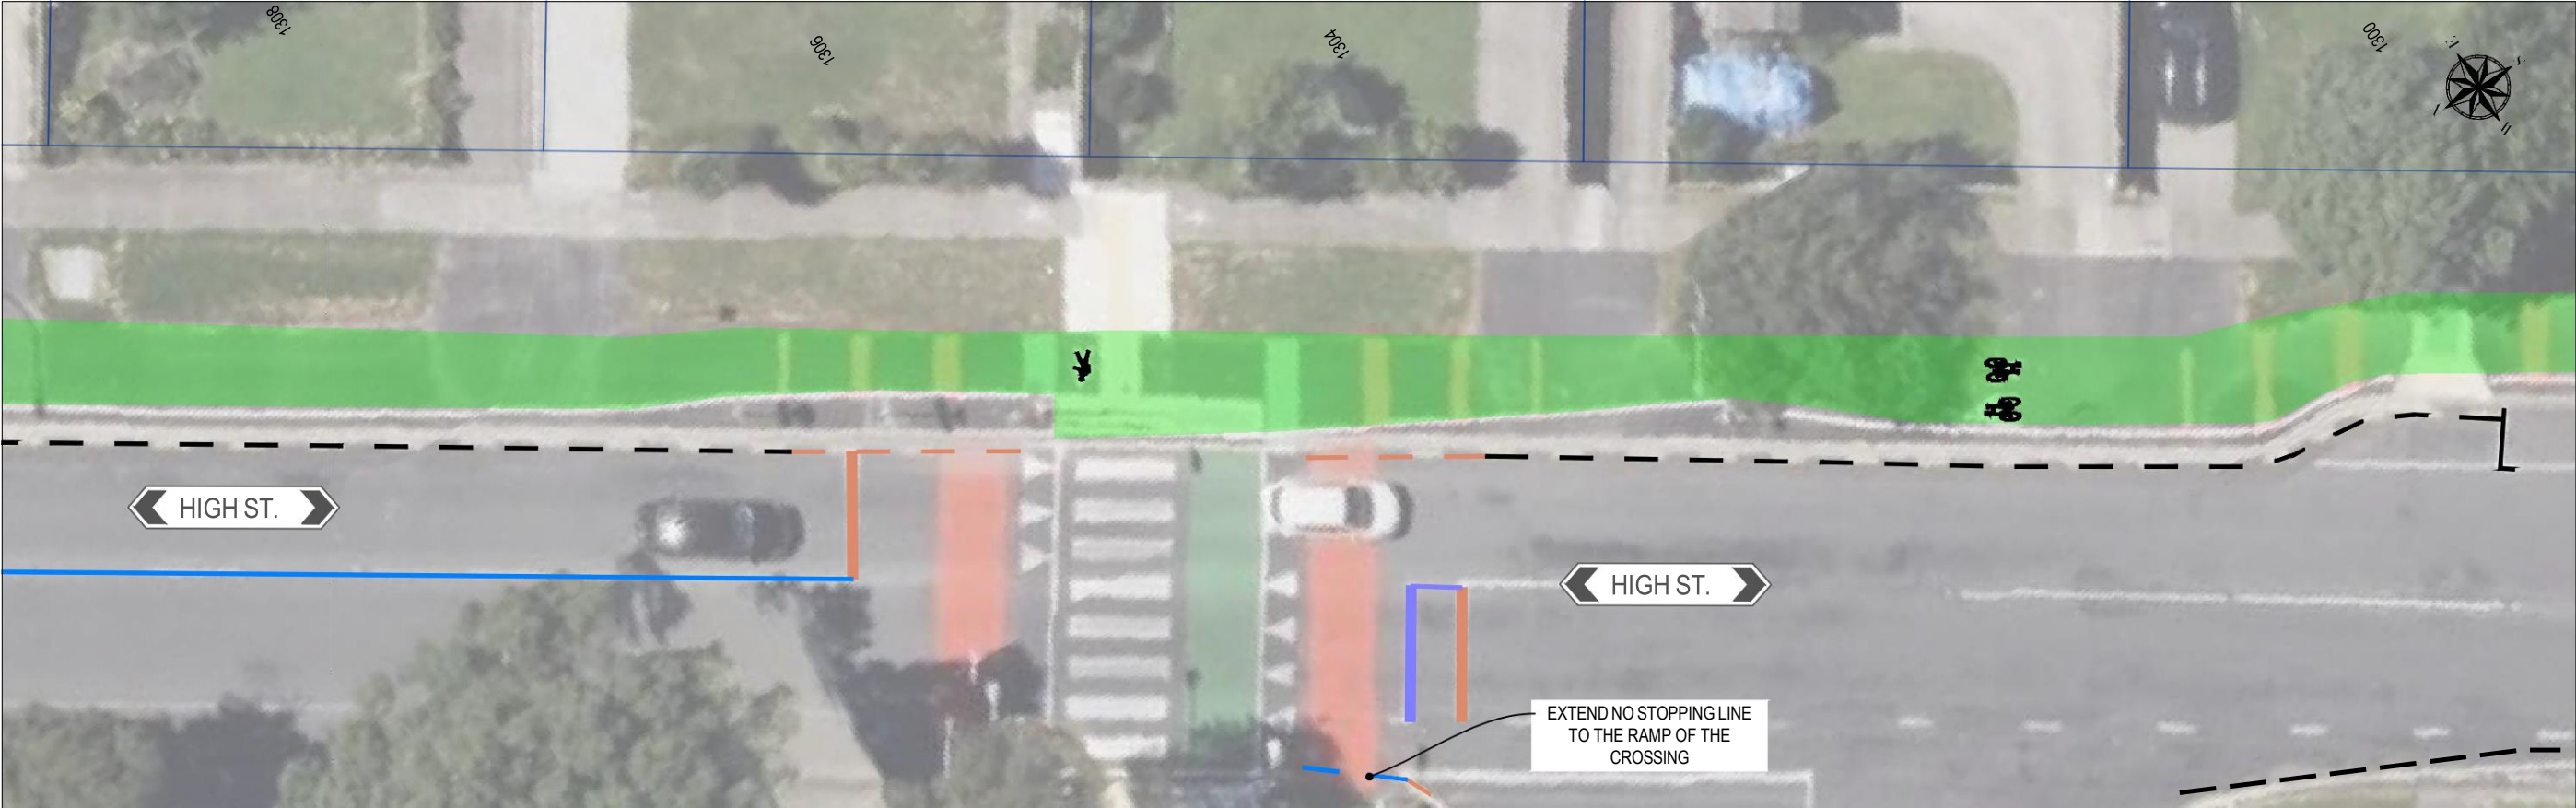 1308
1306
1304
1300
HIGH ST.
HIGH ST.
EXTEND NO STOPPING LINE
TO THE RAMP OF THE
CROSSING